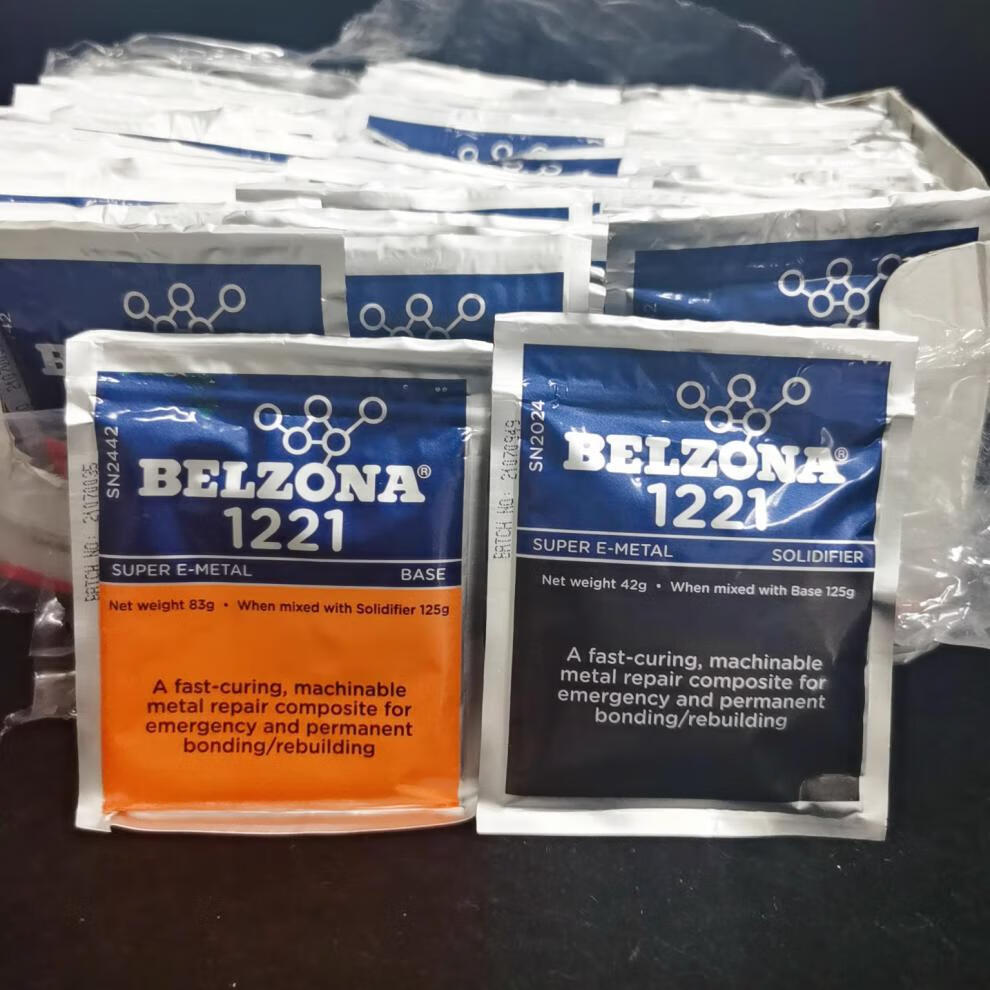 SN2442
BATCH NO: 21070035
BELZONA®
1221
SUPER E-METAL BASE
Net weight 83g • When mixed with Solidifier 125g
A fast-curing, machinable
metal repair composite for
emergency and permanent
bonding/rebuilding
SN2024
BATCH NO: 21070949
BELZONA®
1221
SUPER E-METAL SOLIDIFIER
Net weight 42g • When mixed with Base 125g
A fast-curing, machinable
metal repair composite for
emergency and permanent
bonding/rebuilding